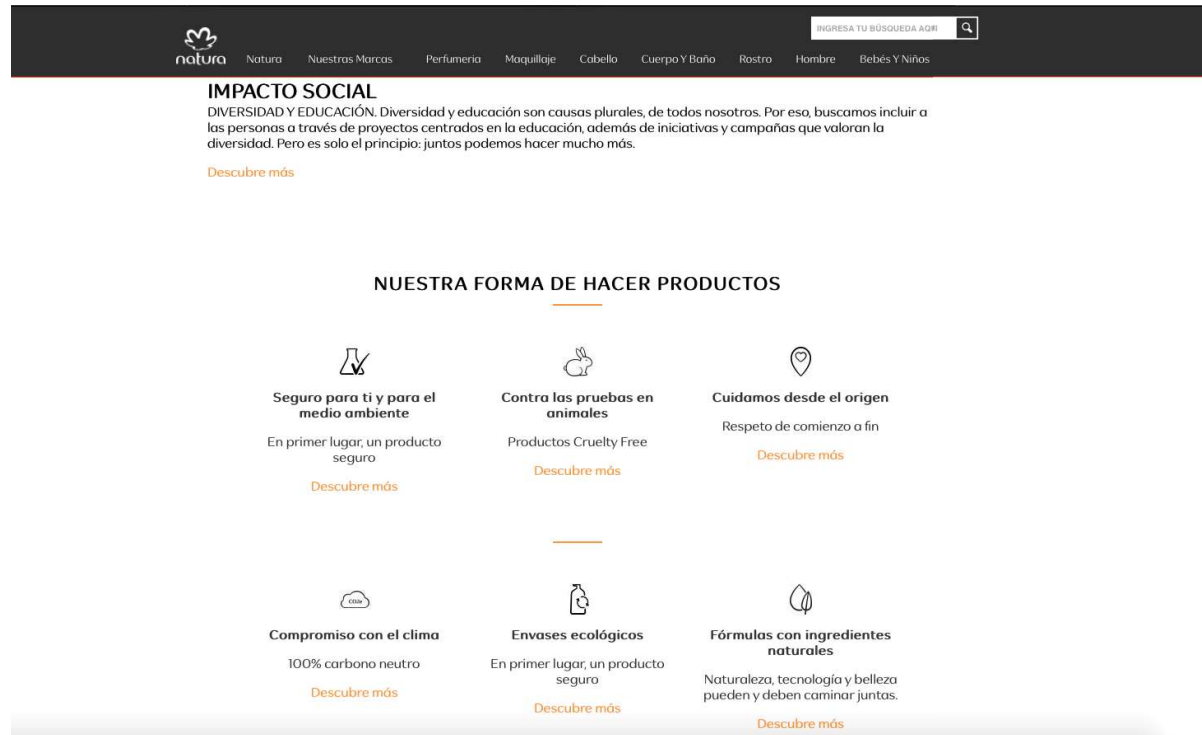 INGRESA TU BÚSQUEDA AQUÍ
natura
Natura Nuestras Marcas Perfumeria Maquillaje Cabello Cuerpo Y Baño Rostro Hombre Bebés Y Niños
IMPACTO SOCIAL
DIVERSIDAD Y EDUCACIÓN. Diversidad y educación son causas plurales, de todos nosotros. Por eso, buscamos incluir a
las personas a través de proyectos centrados en la educación, además de iniciativas y campañas que valoran la
diversidad. Pero es solo el principio: juntos podemos hacer mucho más.
Descubre más
NUESTRA FORMA DE HACER PRODUCTOS
Seguro para ti y para el
medio ambiente
En primer lugar, un producto
seguro
Descubre más
Contra las pruebas en
animales
Productos Cruelty Free
Descubre más
Cuidamos desde el origen
Respeto de comienzo a fin
Descubre más
CO2e
Compromiso con el clima
100% carbono neutro
Descubre más
Envases ecológicos
En primer lugar, un producto
seguro
Descubre más
Fórmulas con ingredientes
naturales
Naturaleza, tecnología y belleza
pueden y deben caminar juntas.
Descubre más